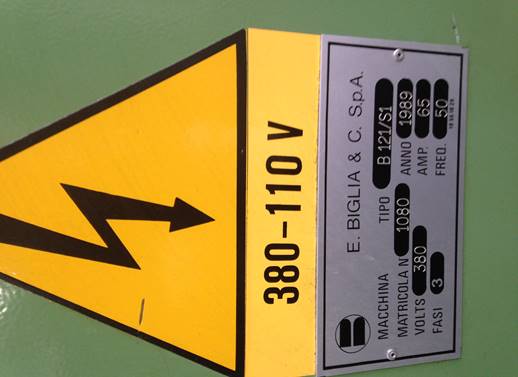 380-110 V
E. BIGLIA & C. S.p.A.
MACCHINA TIPO B 121/S1
MATRICOLA N 1080 ANNO 1989
VOLTS 380 AMP. 65
FASI 3 FREQ. 50